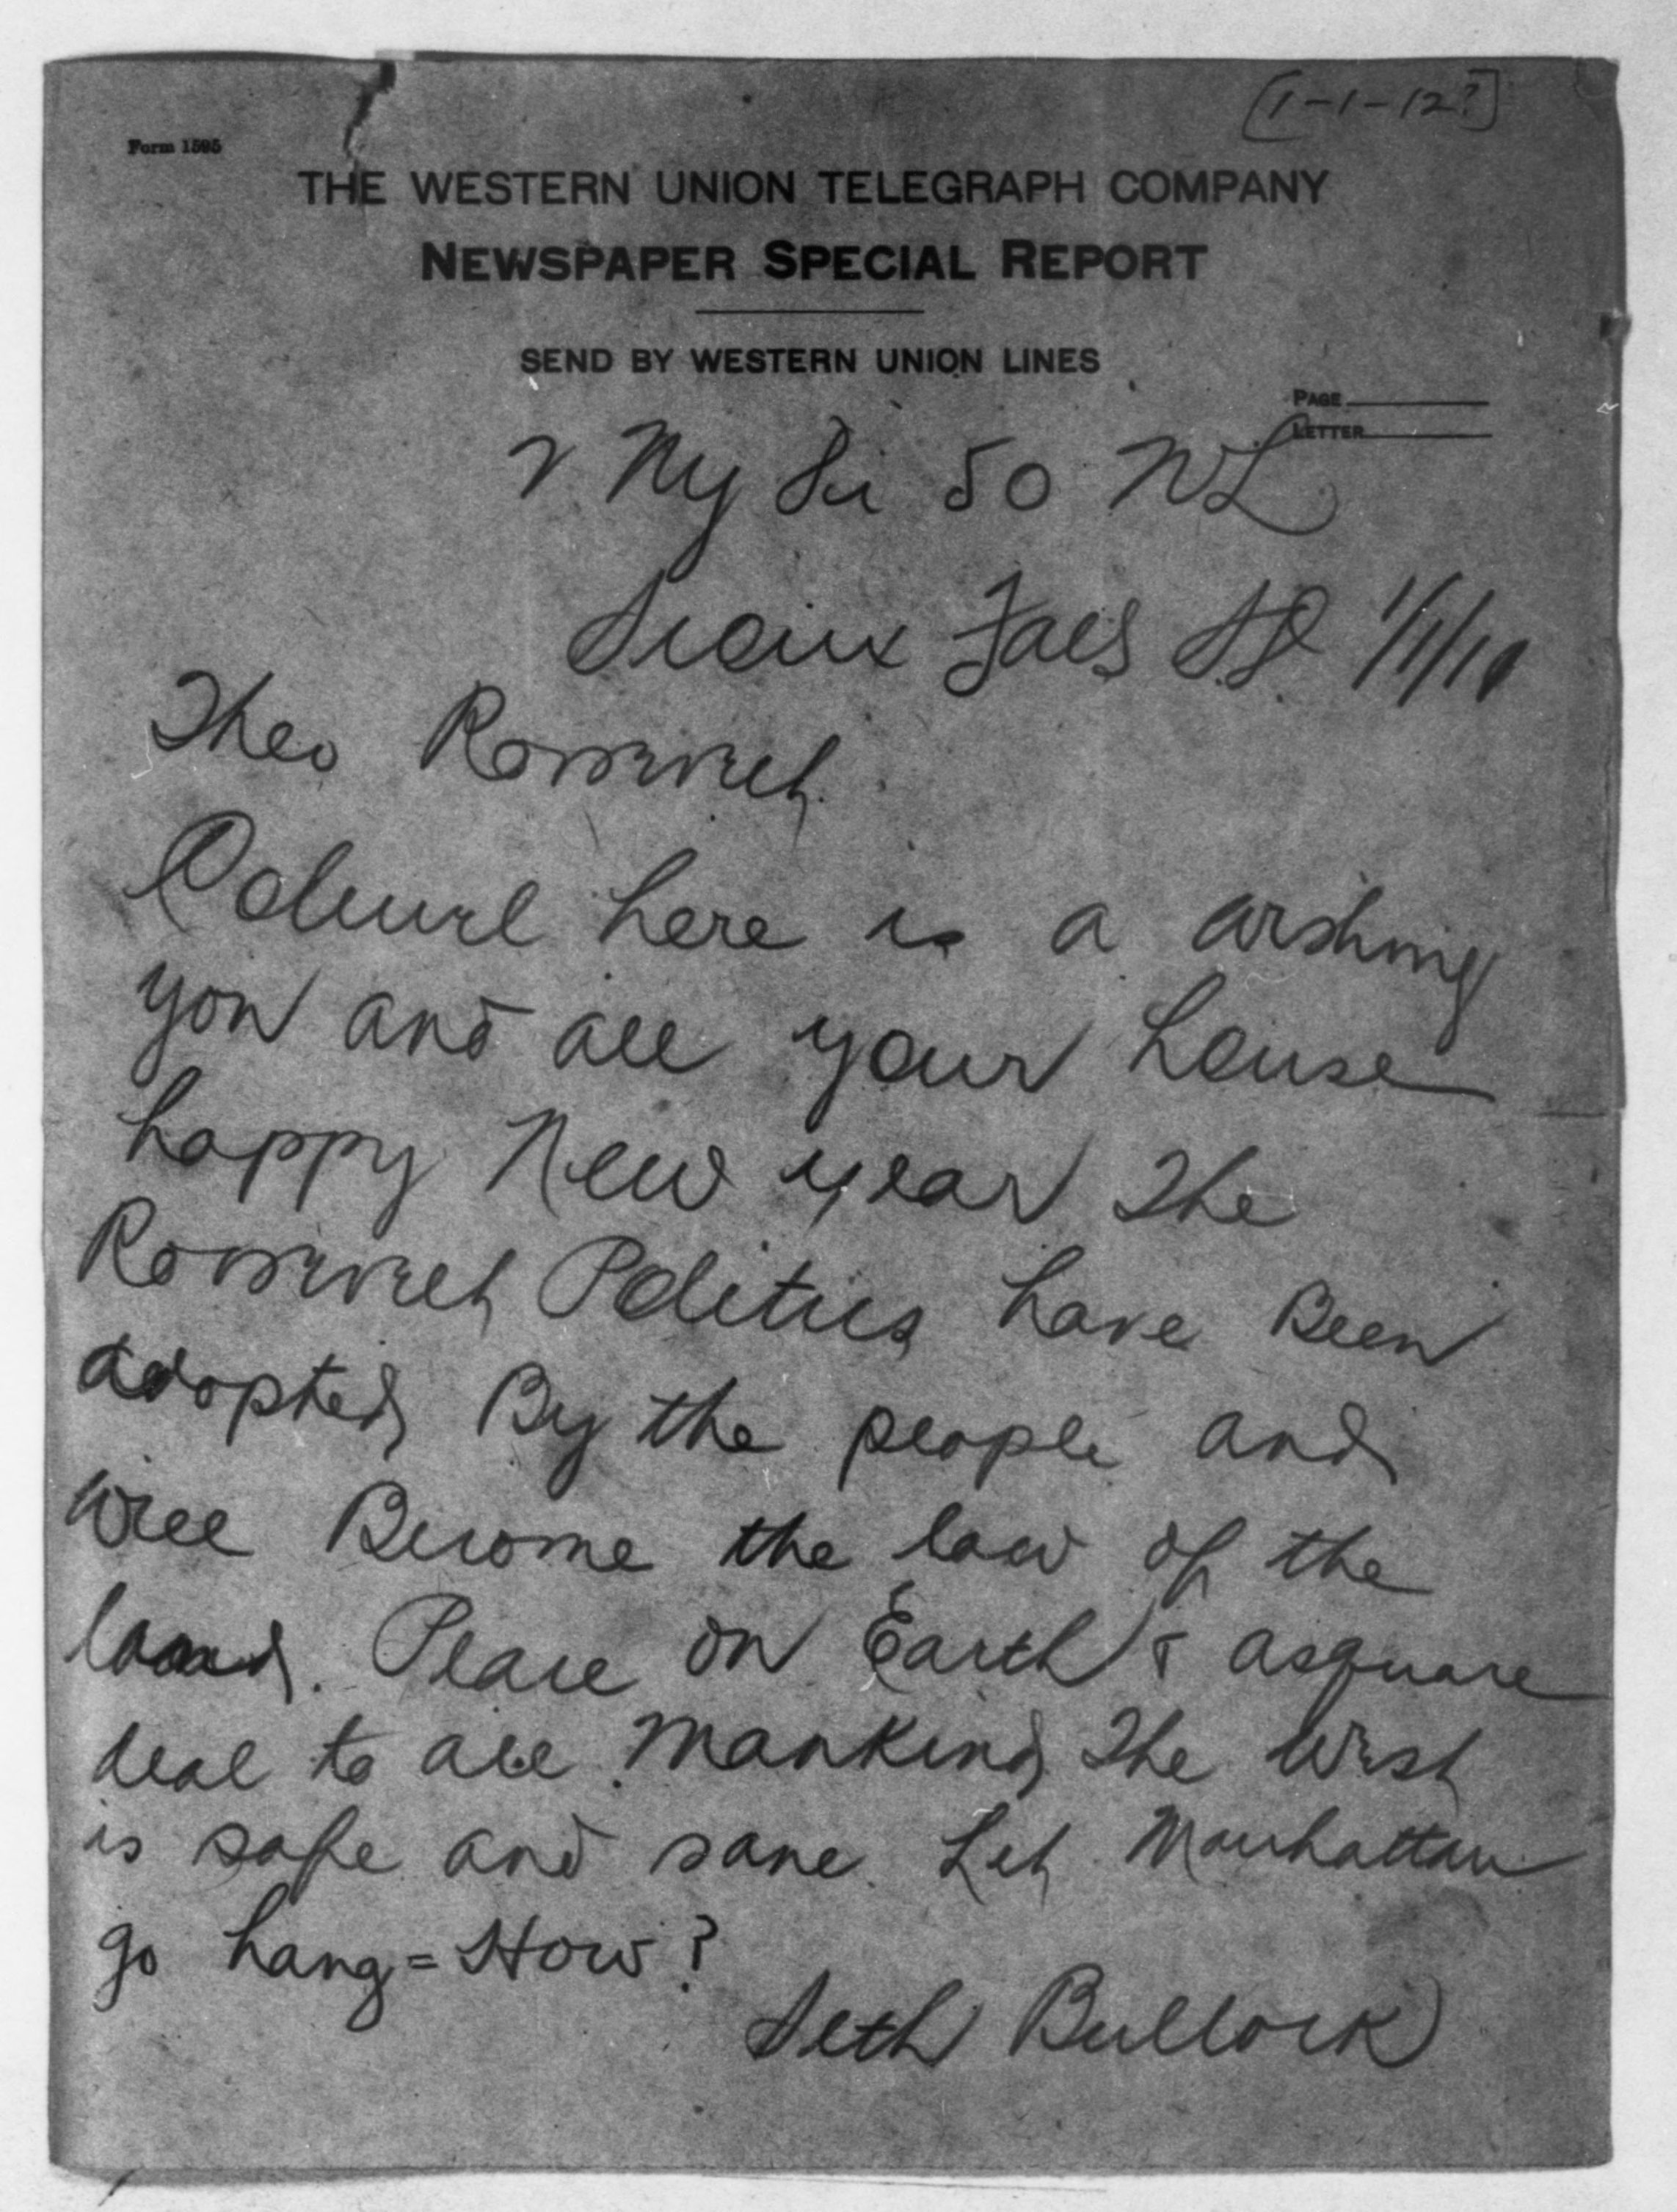 [1-1-12?]
Form 1595
THE WESTERN UNION TELEGRAPH COMPANY
NEWSPAPER SPECIAL REPORT
SEND BY WESTERN UNION LINES
PAGE
LETTER
2 Ny Si 50 NL
Sioux Falls SD 1/1/
Theo Roosevelt
Colonel here is a wishing
you and all your house
happy New year The
Roosevelt Politics have Been
adopted By the people and
will Become the law of the
land. Peace on Earth & a square
deal to all Mankind The West
is safe and sane Let Manhattan
go hang = How?
Seth Bullock